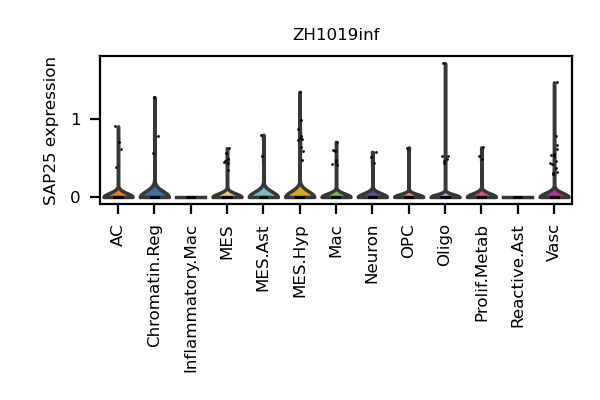 ZH1019inf
SAP25 expression
1
0
AC
Chromatin.Reg
Inflammatory.Mac
MES
MES.Ast
MES.Hyp
Mac
Neuron
OPC
Oligo
Prolif.Metab
Reactive.Ast
Vasc